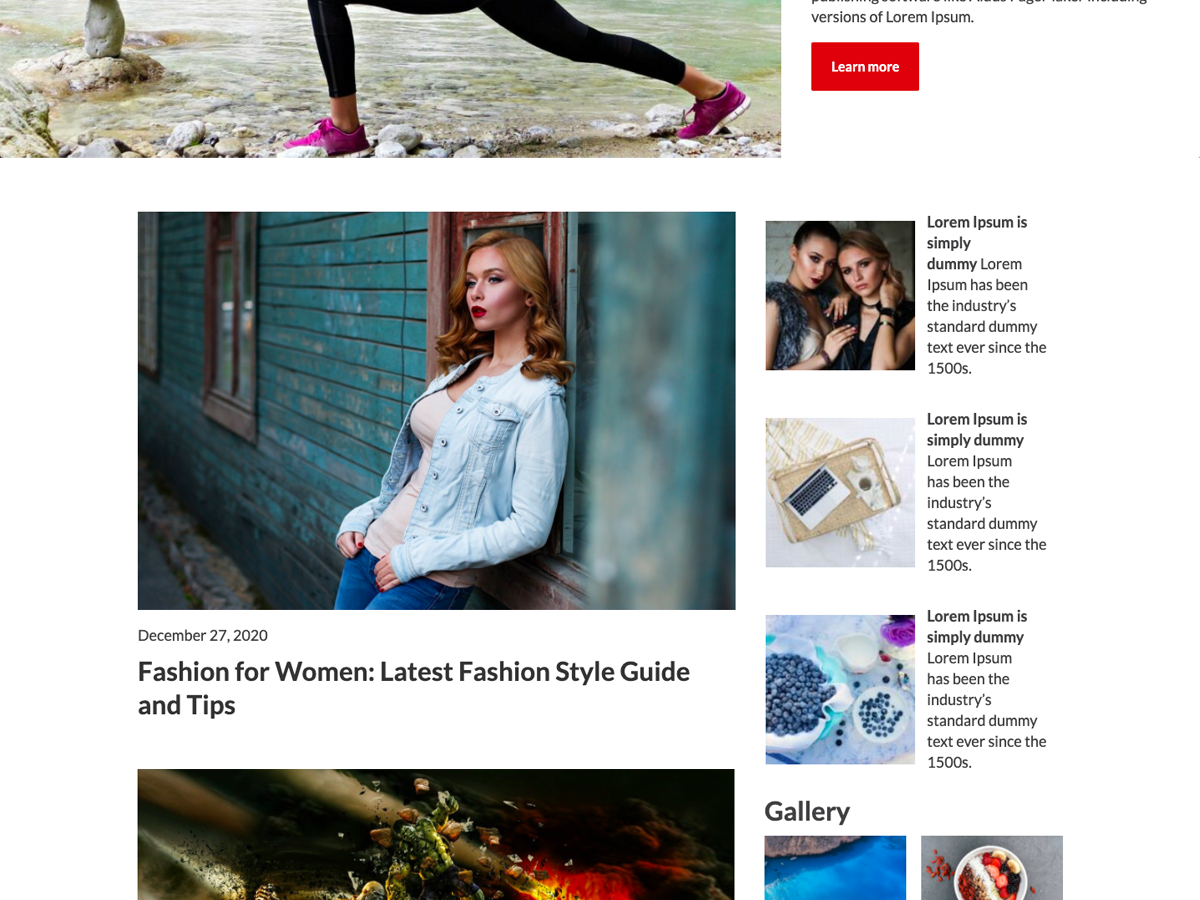 versions of Lorem Ipsum.
Learn more
Lorem Ipsum is
simply
dummy Lorem
Ipsum has been
the industry's
standard dummy
text ever since the
1500s.
Lorem Ipsum is
simply dummy
Lorem Ipsum
has been the
industry's
standard dummy
text ever since the
1500s.
December 27, 2020
Fashion for Women: Latest Fashion Style Guide
and Tips
Lorem Ipsum is
simply dummy
Lorem Ipsum
has been the
industry's
standard dummy
text ever since the
1500s.
Gallery